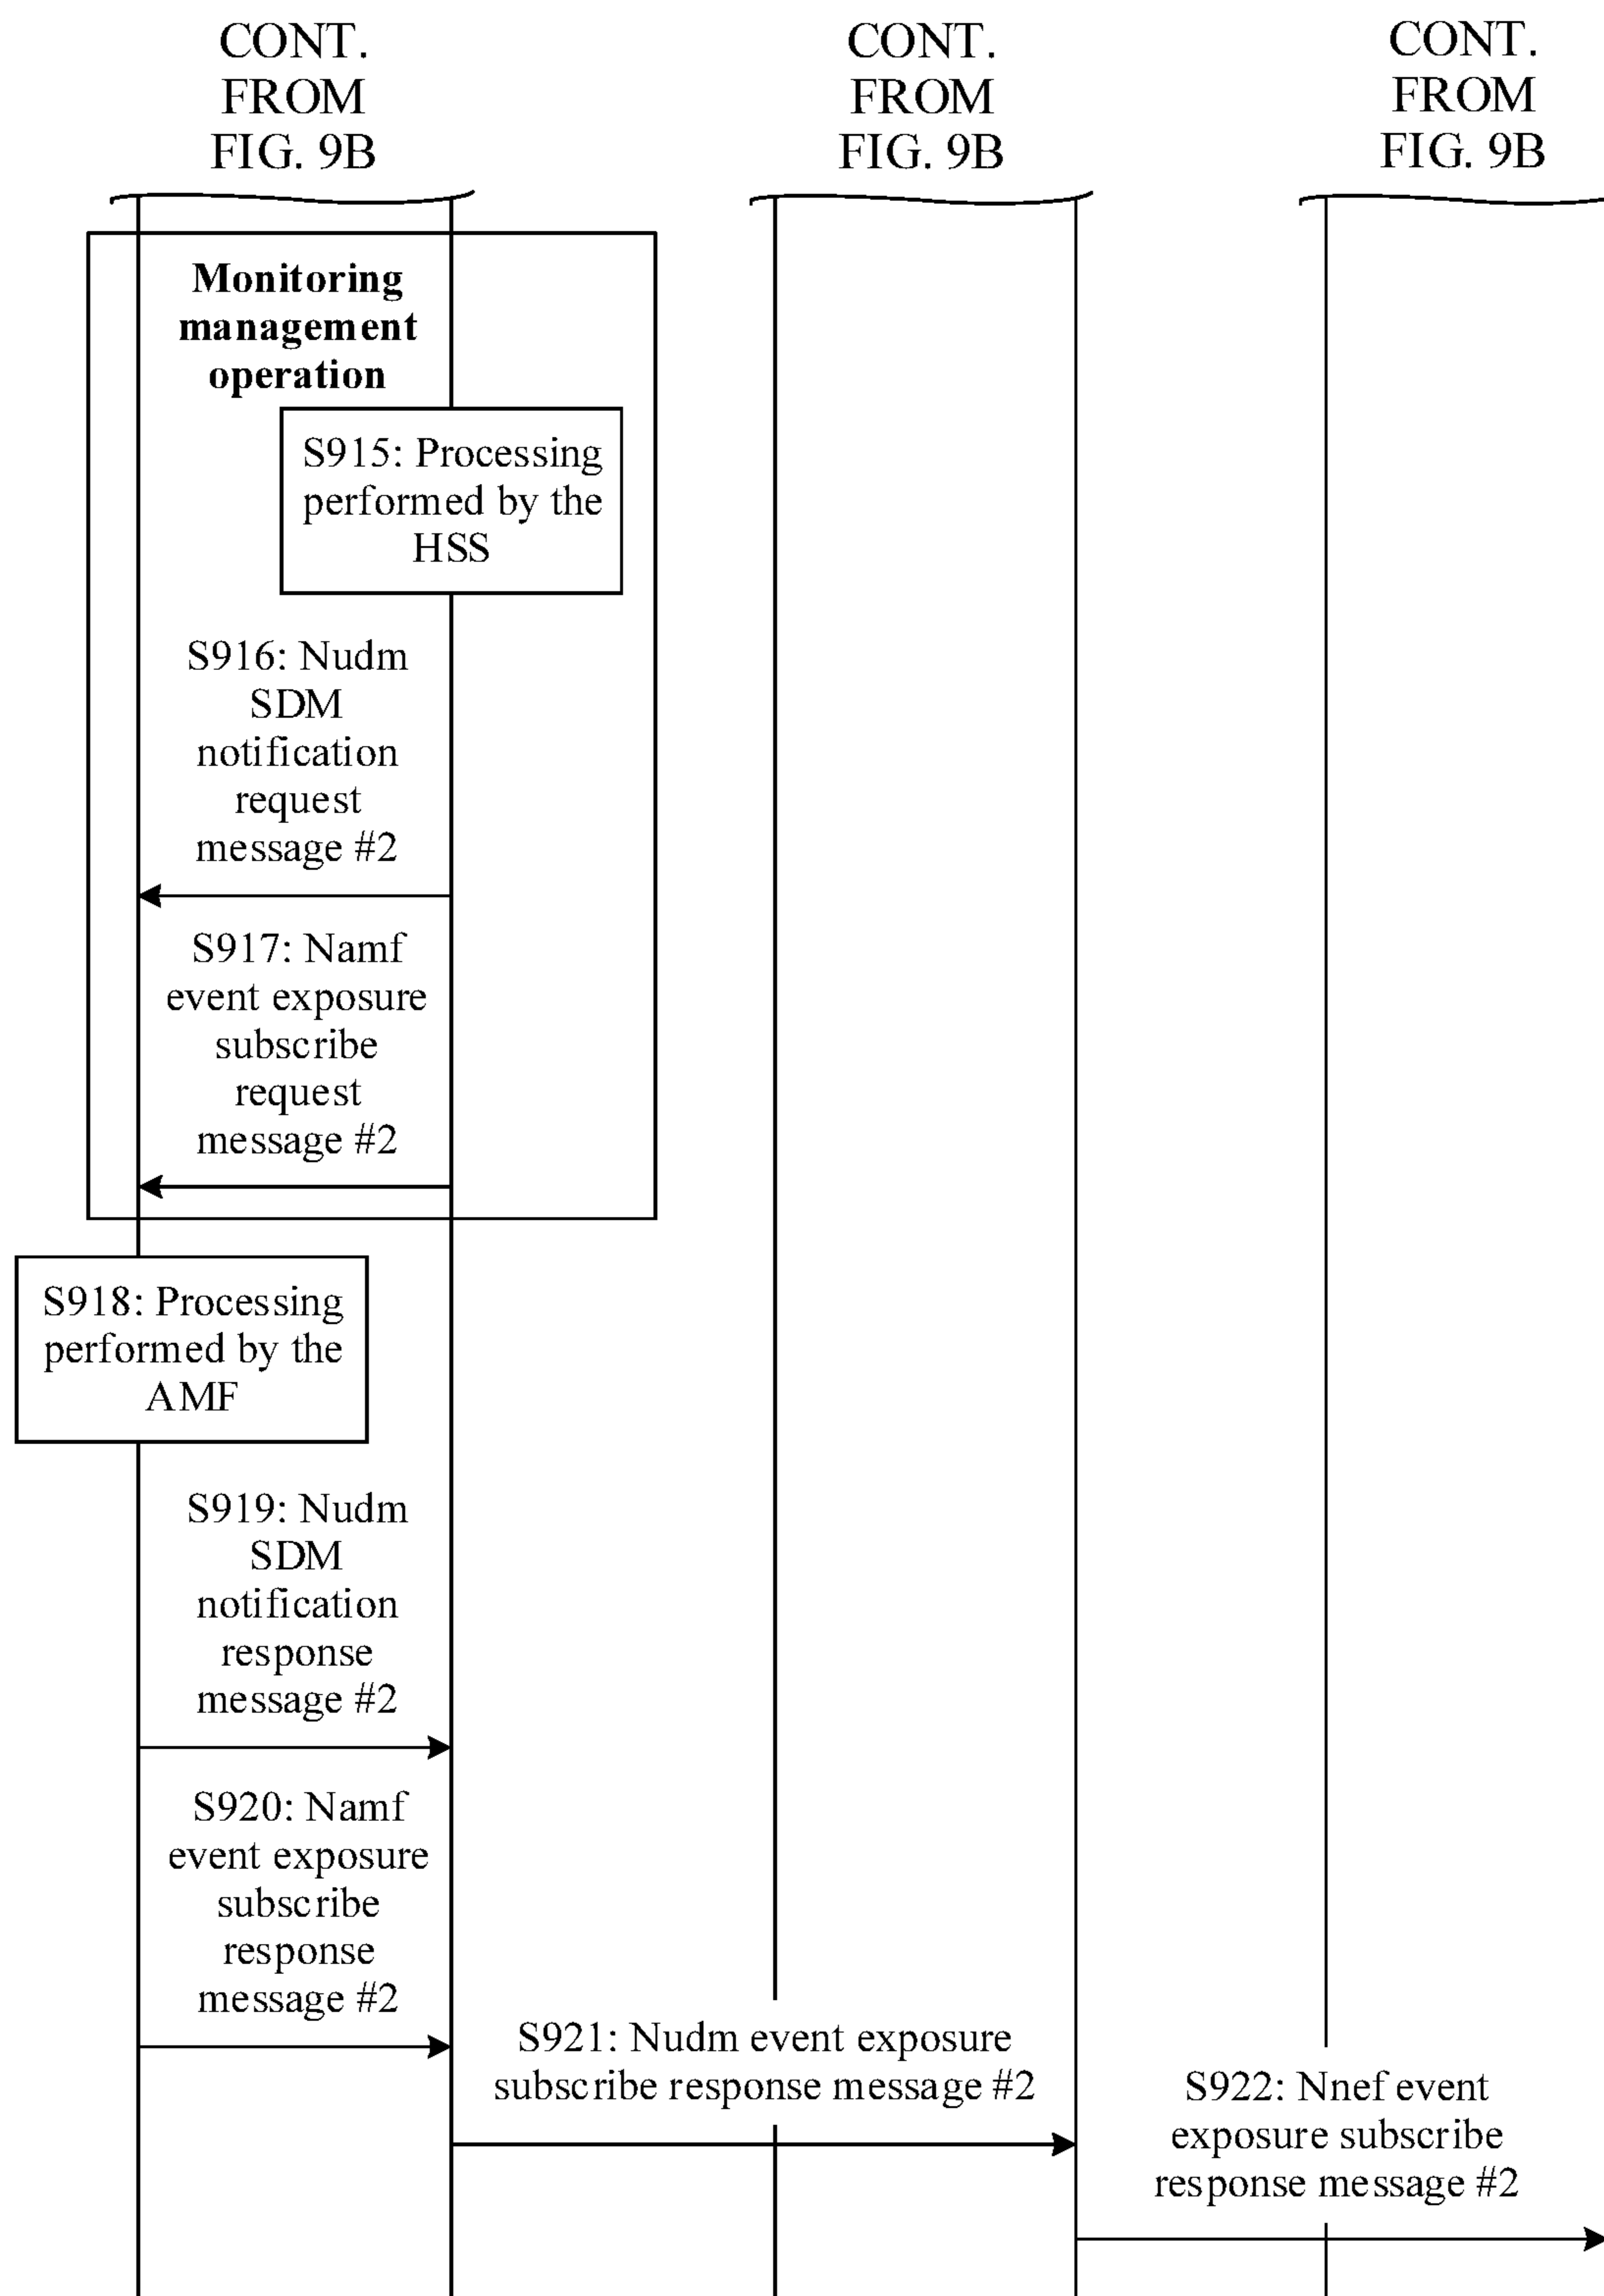 CONT.
FROM
FIG. 9B
CONT.
FROM
FIG. 9B
CONT.
FROM
FIG. 9B
Monitoring
management
operation
S915: Processing
performed by the
HSS
S916: Nudm
SDM
notification
request
message #2
S917: Namf
event exposure
subscribe
request
message #2
S918: Processing
performed by the
AMF
S919: Nudm
SDM
notification
response
message #2
S920: Namf
event exposure
subscribe
response
message #2
S921: Nudm event exposure
subscribe response message #2
S922: Nnef event
exposure subscribe
response message #2